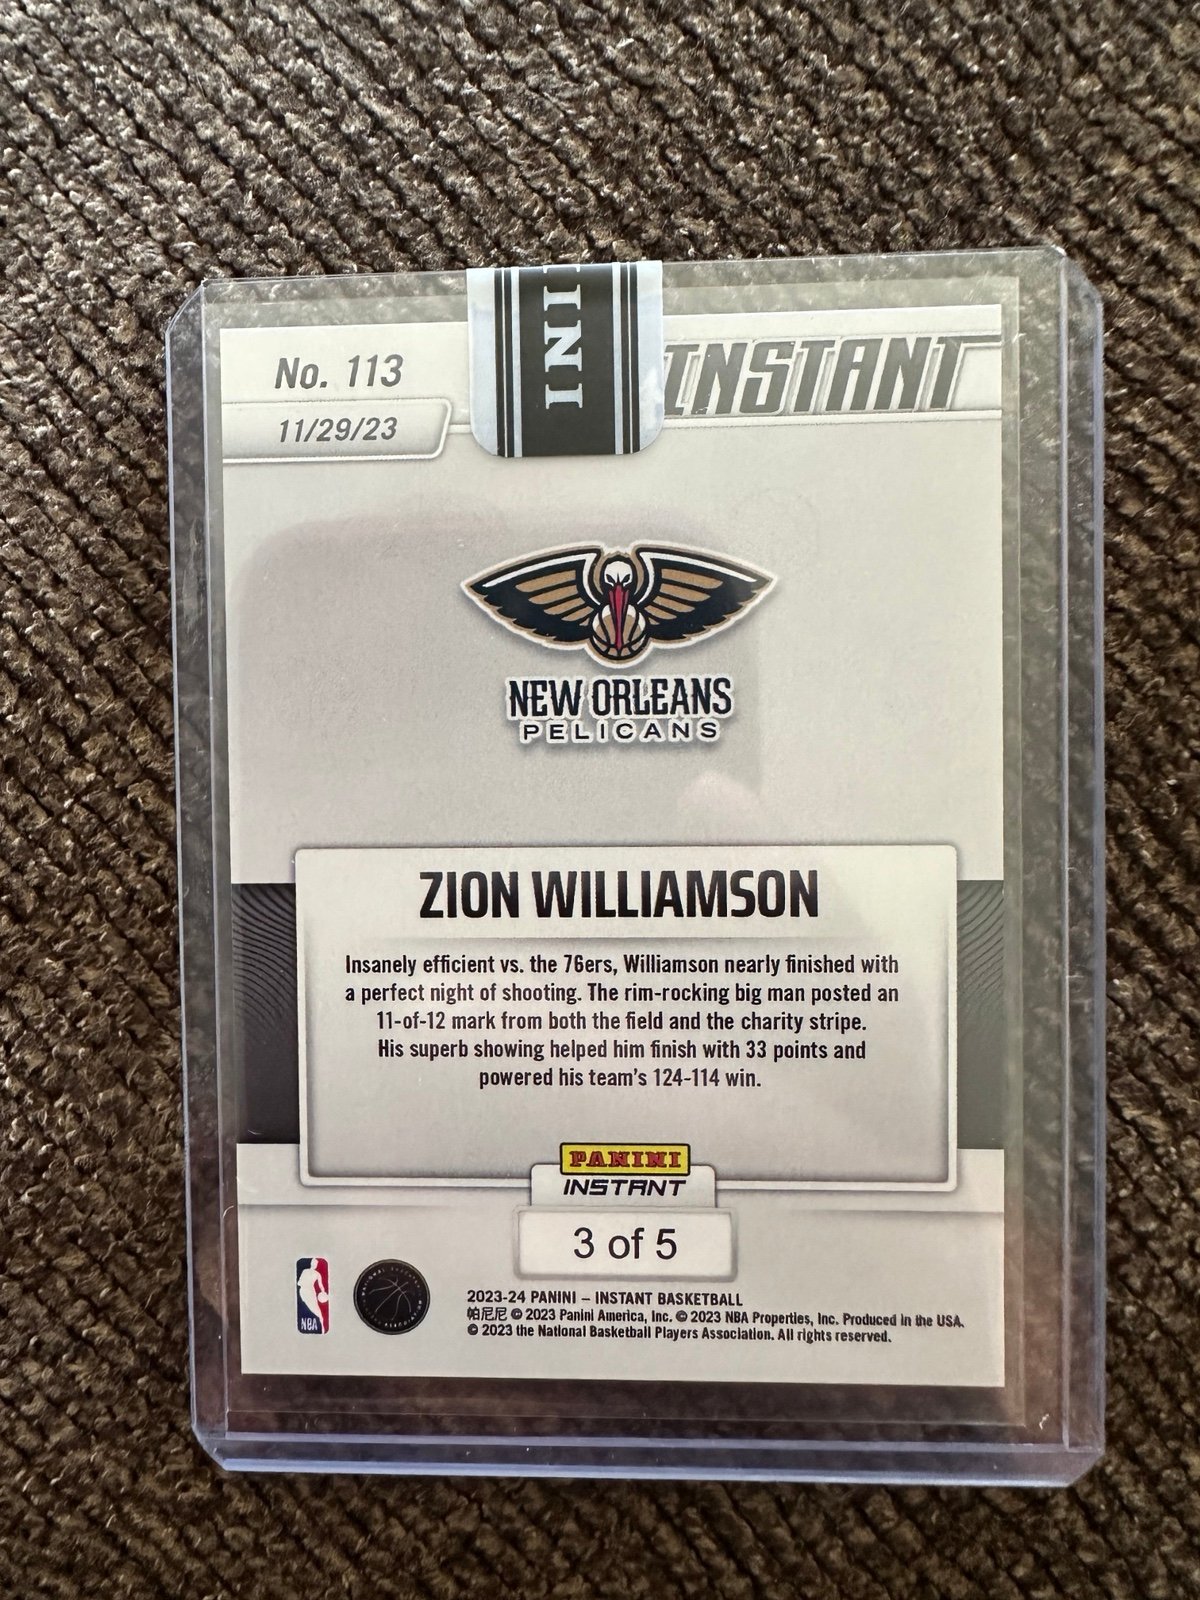 No. 113
INI
INSTANT
11/29/23
NEW ORLEANS
PELICANS
ZION WILLIAMSON
Insanely efficient vs. the 76ers, Williamson nearly finished with
a perfect night of shooting. The rim-rocking big man posted an
11-of-12 mark from both the field and the charity stripe.
His superb showing helped him finish with 33 points and
powered his team's 124-114 win.
PANINI
INSTANT
3 of 5
NBA
2023-24 PANINI – INSTANT BASKETBALL
帕尼尼 © 2023 Panini America, Inc. © 2023 NBA Properties, Inc. Produced in the USA.
© 2023 the National Basketball Players Association. All rights reserved.